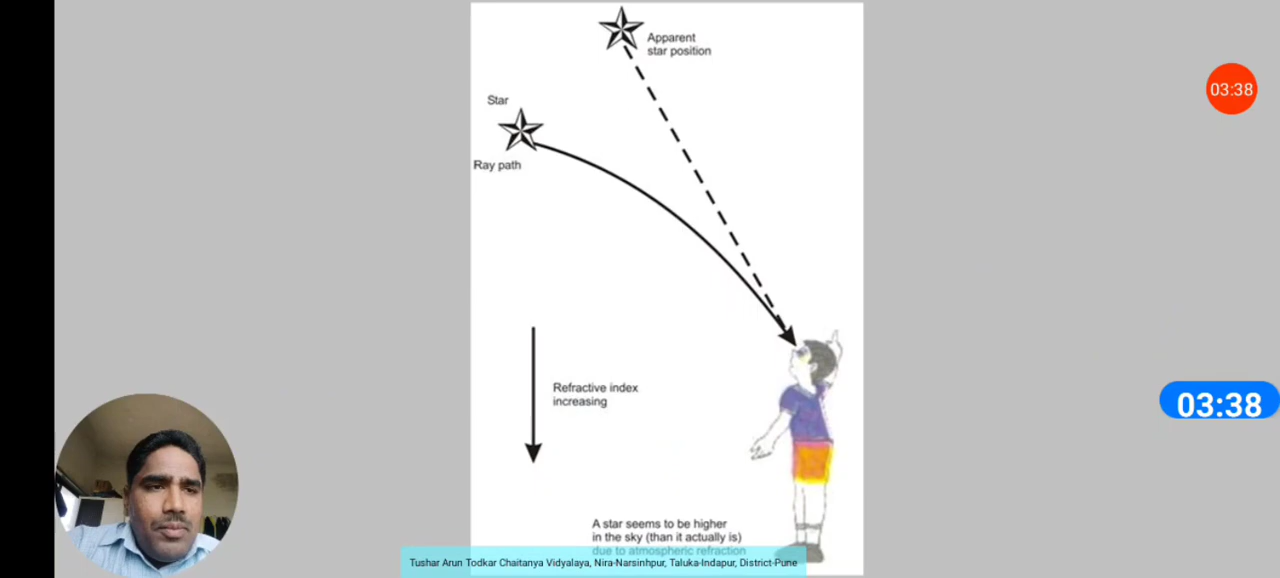 Apparent
star position
03:38
Star
Ray path
Refractive index
increasing
03:38
A star seems to be higher
in the sky (than it actually is)
due to atmospheric refraction
Tushar Arun Todkar Chaitanya Vidyalaya, Nira-Narsinhpur, Taluka-Indapur, District-Pune